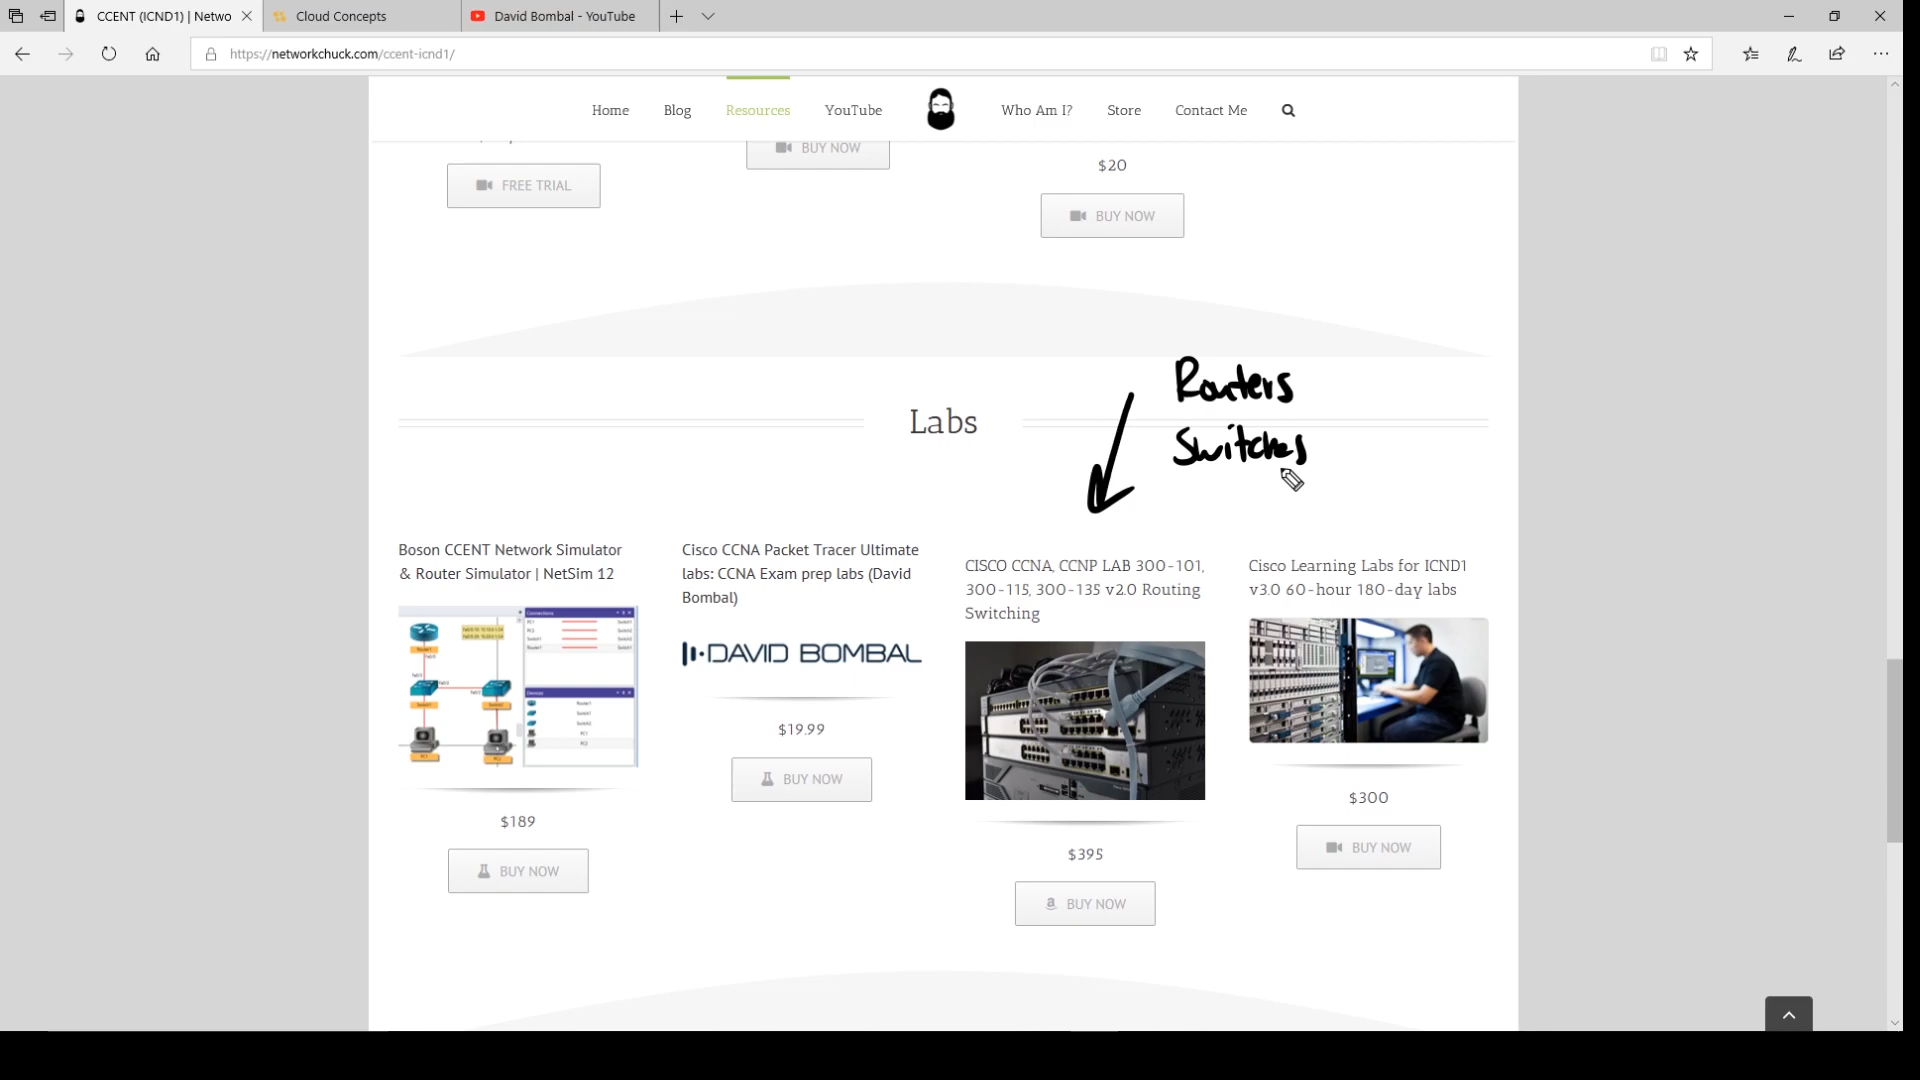 CCENT (ICND1) | Netwo
Cloud Concepts
David Bombal - YouTube
https://networkchuck.com/ccent-icnd1/
Home
Blog
Resources
YouTube
Who Am I?
Store
Contact Me
FREE TRIAL
BUY NOW
$20
BUY NOW
Routers
Switches
Labs
Boson CCENT Network Simulator
& Router Simulator | NetSim 12
$189
BUY NOW
Cisco CCNA Packet Tracer Ultimate
labs: CCNA Exam prep labs (David
Bombal)
DAVID BOMBAL
$19.99
BUY NOW
CISCO CCNA, CCNP LAB 300-101,
300-115, 300-135 v2.0 Routing
Switching
$395
BUY NOW
Cisco Learning Labs for ICND1
v3.0 60-hour 180-day labs
$300
BUY NOW